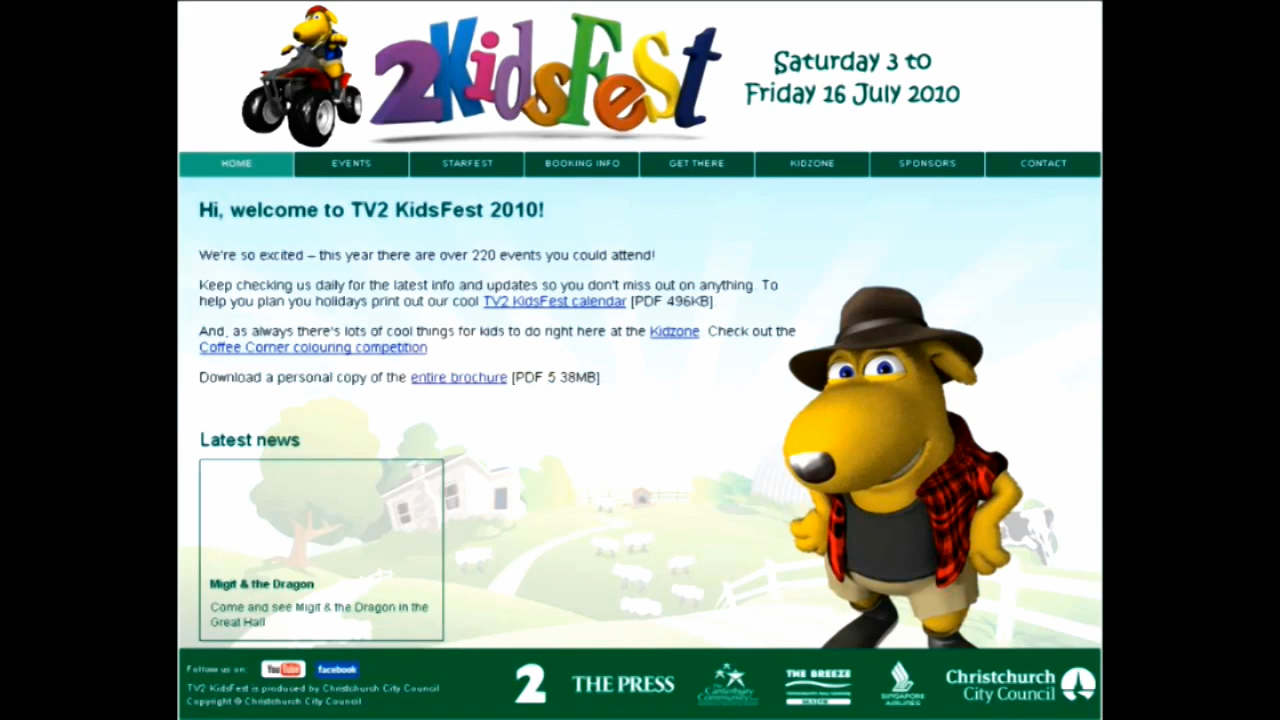 2KidsFest
Saturday 3 to
Friday 16 July 2010
HOME EVENTS STARFEST BOOKING INFO GET THERE KIDZONE SPONSORS CONTACT
Hi, welcome to TV2 KidsFest 2010!
We're so excited – this year there are over 220 events you could attend!
Keep checking us daily for the latest info and updates so you don't miss out on anything. To
help you plan you holidays print out our cool TV2 KidsFest calendar [PDF 496KB].
And, as always there's lots of cool things for kids to do right here at the Kidzone. Check out the
Coffee Corner colouring competition
Download a personal copy of the entire brochure [PDF 5.38MB]
Latest news
Migit & the Dragon
Come and see Migit & the Dragon in the
Great Hall
Follow us on: YouTube facebook
TV2 KidsFest is produced by Christchurch City Council
Copyright © Christchurch City Council
2
THE PRESS
The Canterbury Community
THE BREEZE
SINGAPORE
AIRLINES
Christchurch
City Council